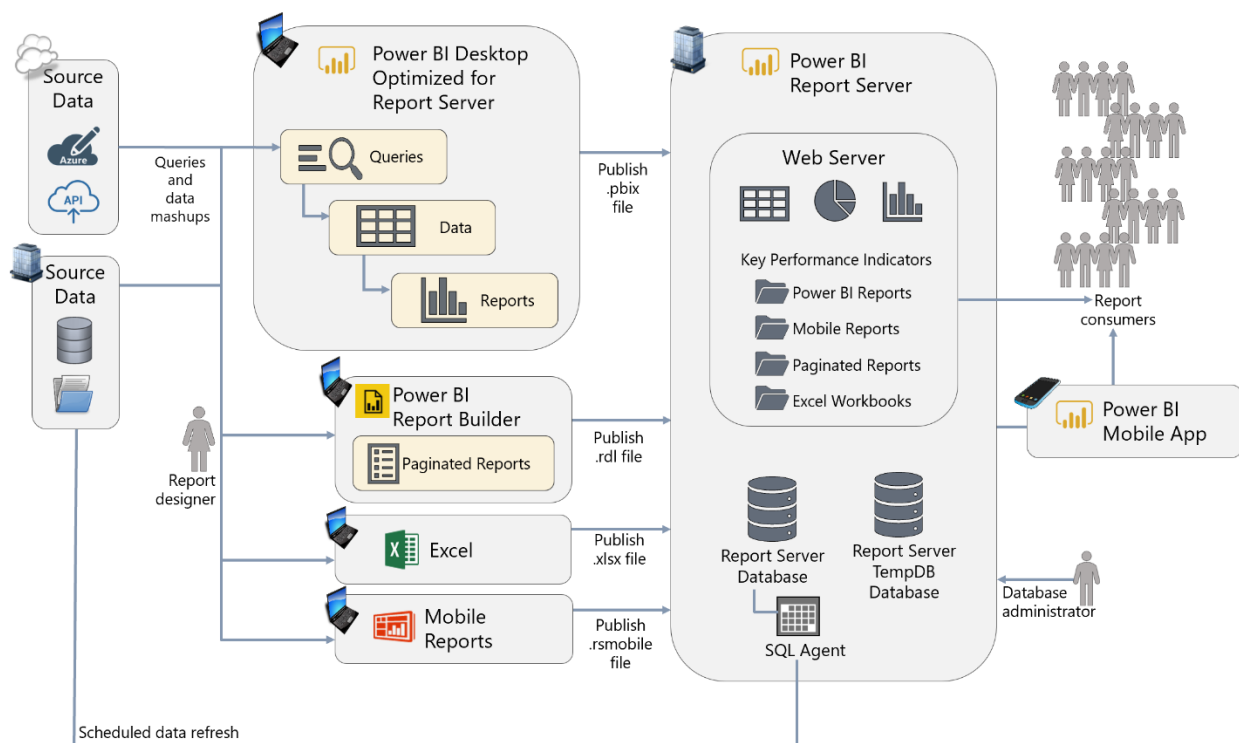 Source
Data
Azure
API
Queries
and
data
mashups
Source
Data
Report
designer
Scheduled data refresh
Power BI Desktop
Optimized for
Report Server
Queries
Data
Reports
Power BI
Report Builder
Paginated Reports
Excel
Mobile
Reports
Publish
.pbix
file
Publish
.rdl file
Publish
.xlsx file
Publish
.rsmobile
file
Power BI
Report Server
Web Server
Key Performance Indicators
Power BI Reports
Mobile Reports
Paginated Reports
Excel Workbooks
Report Server
Database
Report Server
TempDB
Database
SQL Agent
Report
consumers
Power BI
Mobile App
Database
administrator